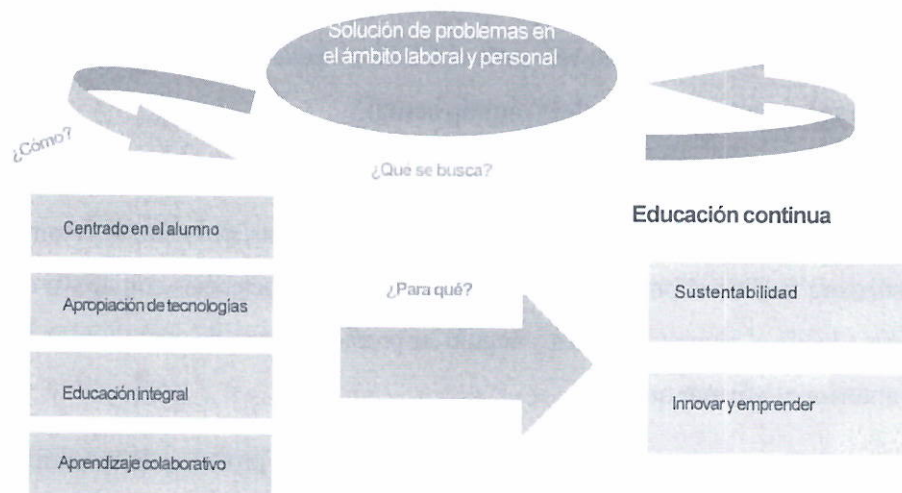 Solución de problemas en
el ámbito laboral y personal
¿Cómo?
¿Qué se busca?
Centrado en el alumno
Apropiación de tecnologías
Educación integral
Aprendizaje colaborativo
¿Para qué?
Educación continua
Sustentabilidad
Innovar y emprender